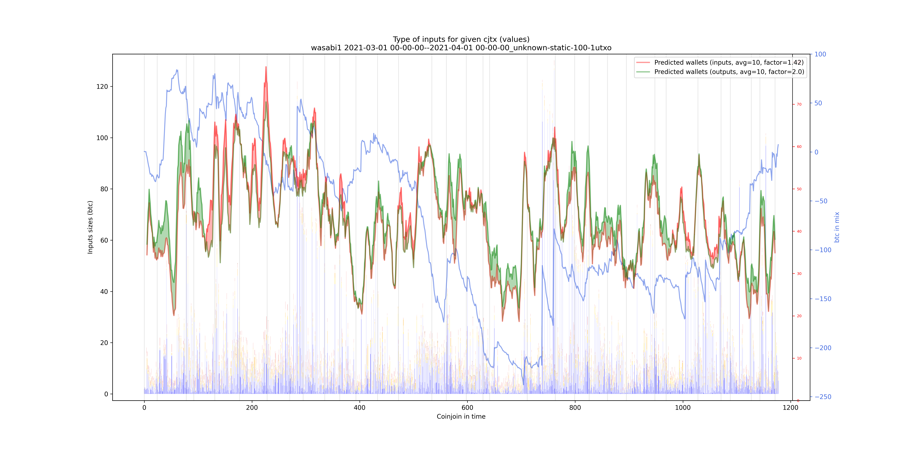 Type of inputs for given cjtx (values)
wasabi1 2021-03-01 00-00-00--2021-04-01 00-00-00_unknown-static-100-1utxo
Predicted wallets (inputs, avg=10, factor=1.42)
Predicted wallets (outputs, avg=10, factor=2.0)
Inputs sizes (btc)
120
100
80
60
40
20
0
70
60
50
40
30
20
10
100
50
0
−50
−100
−150
−200
−250
btc in mix
0 200 400 600 800 1000 1200
Coinjoin in time